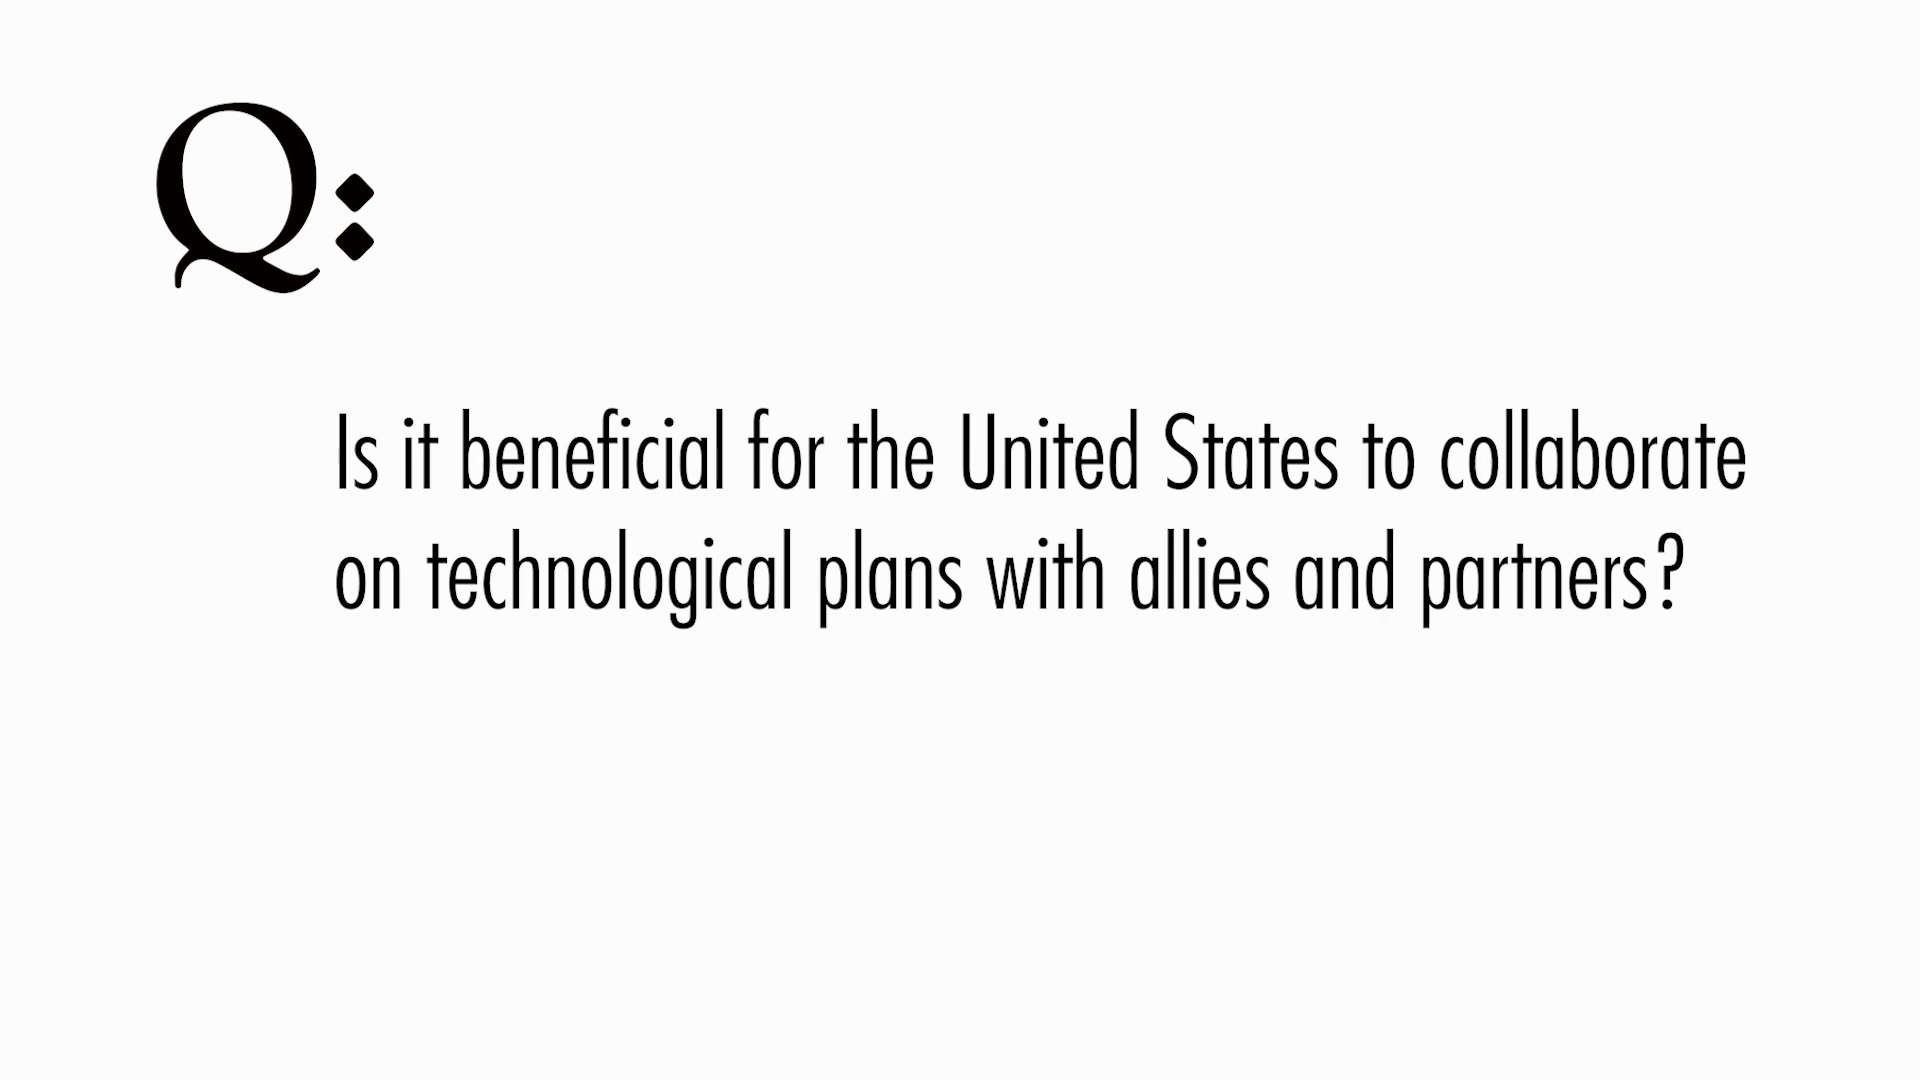 Q:
Is it beneficial for the United States to collaborate
on technological plans with allies and partners?